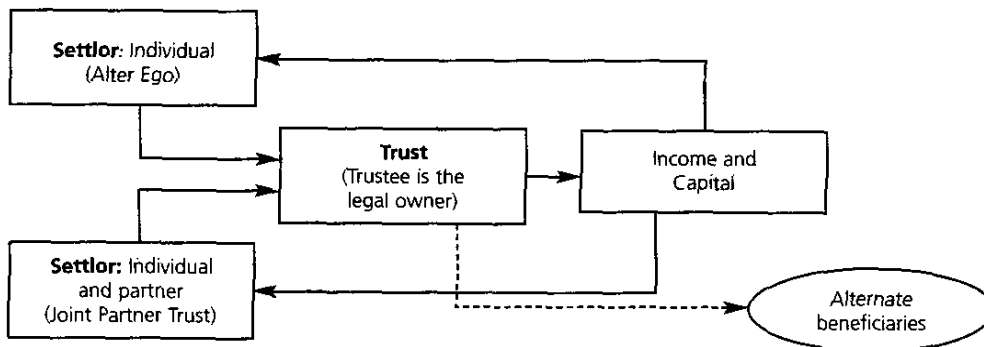 Settlor: Individual
(Alter Ego)
Trust
(Trustee is the
legal owner)
Income and
Capital
Settlor: Individual
and partner
(Joint Partner Trust)
Alternate
beneficiaries